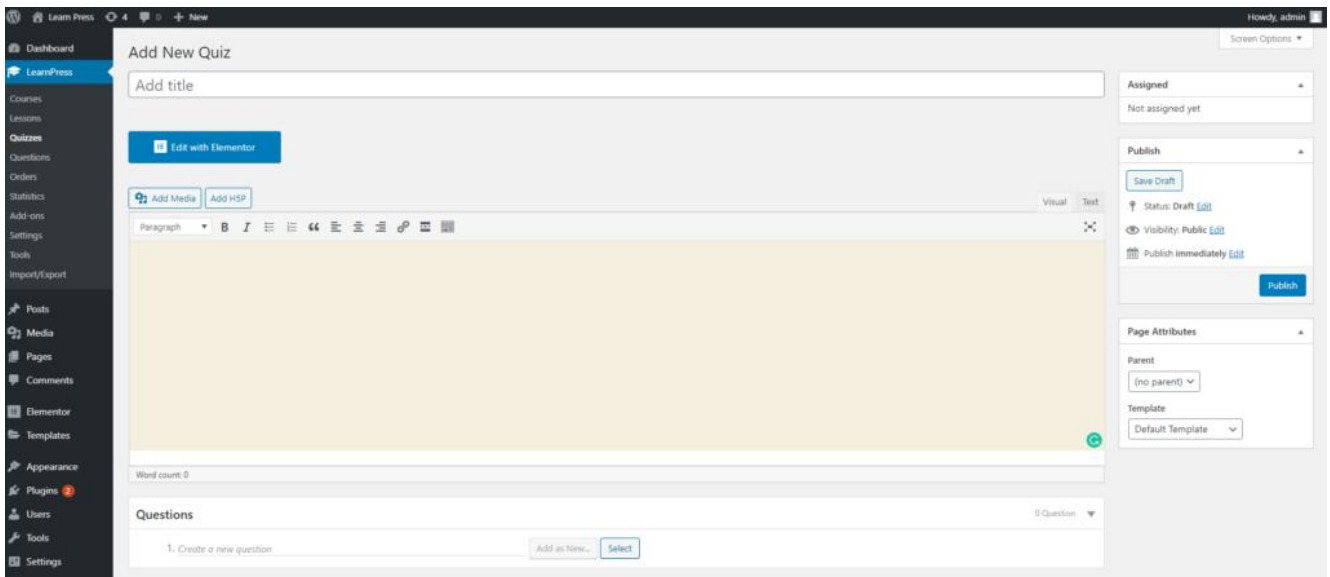 Learn Press 4 0 New
Howdy, admin
Screen Options
Dashboard
LearnPress
Courses
Lessons
Quizzes
Questions
Orders
Statistics
Add-ons
Settings
Tools
Import/Export
Posts
Media
Pages
Comments
Elementor
Templates
Appearance
Plugins 2
Users
Tools
Settings
Add New Quiz
Add title
Edit with Elementor
Add Media Add H5P
Visual Text
Paragraph
Word count: 0
Questions
0 Question
1. Create a new question Add as New... Select
Assigned
Not assigned yet
Publish
Save Draft
Status: Draft Edit
Visibility: Public Edit
Publish immediately Edit
Publish
Page Attributes
Parent
(no parent)
Template
Default Template